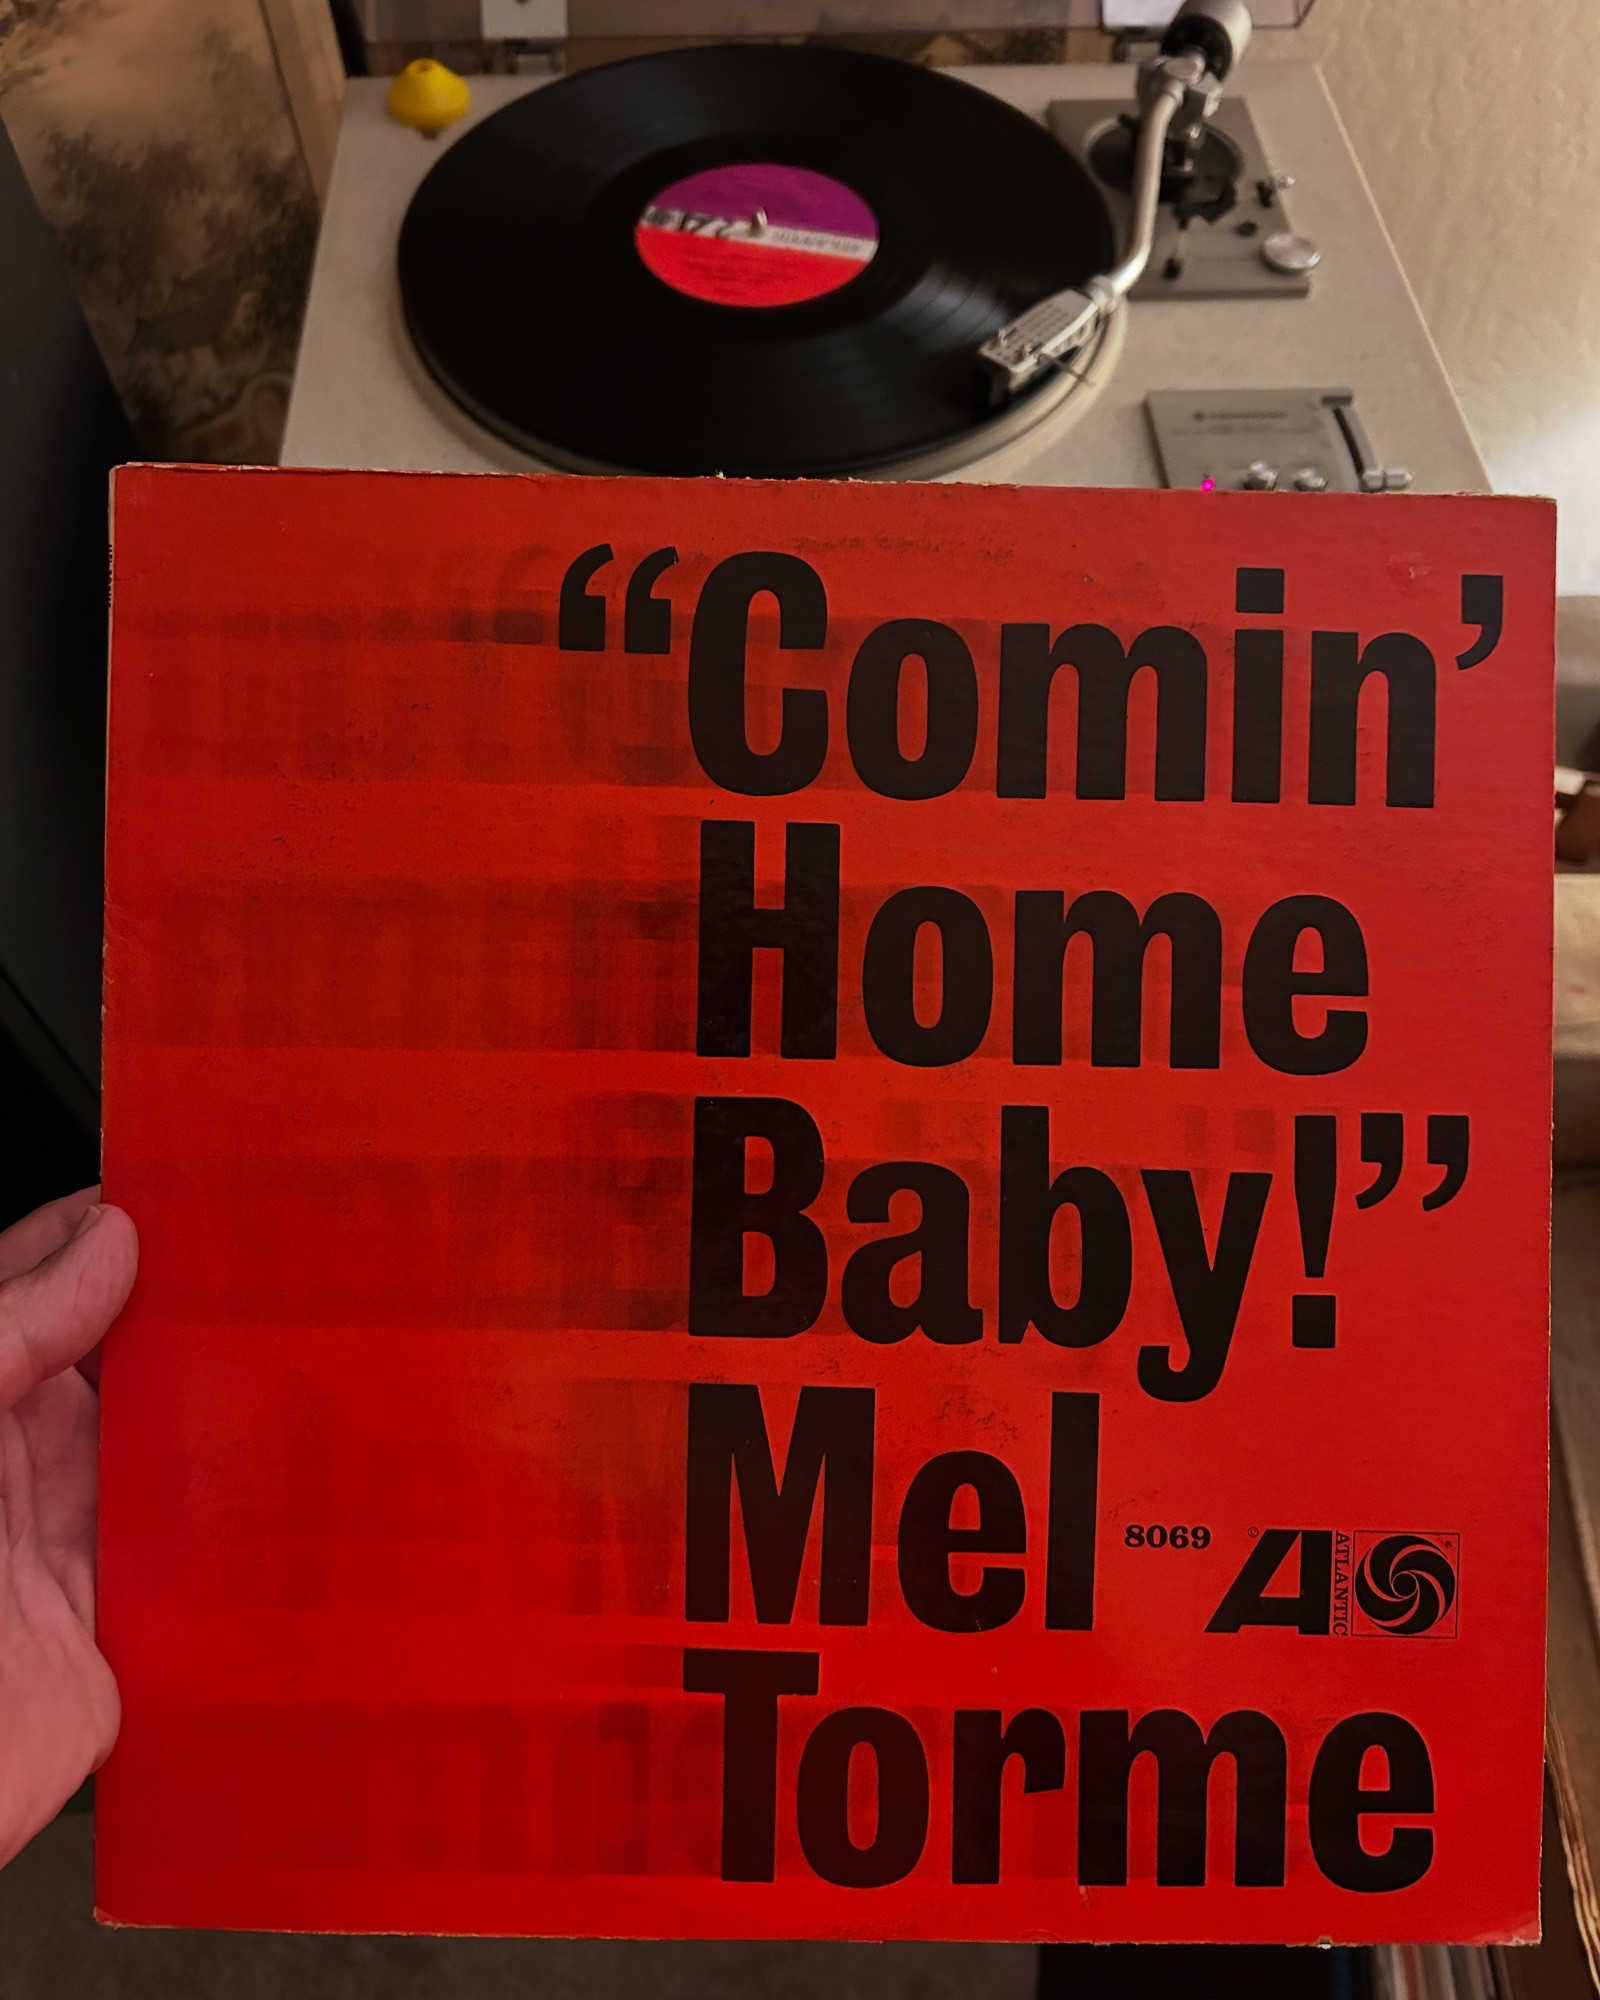 “Comin’
Home
Baby!”
Mel
8069
©
A
ATLANTIC
®
Torme